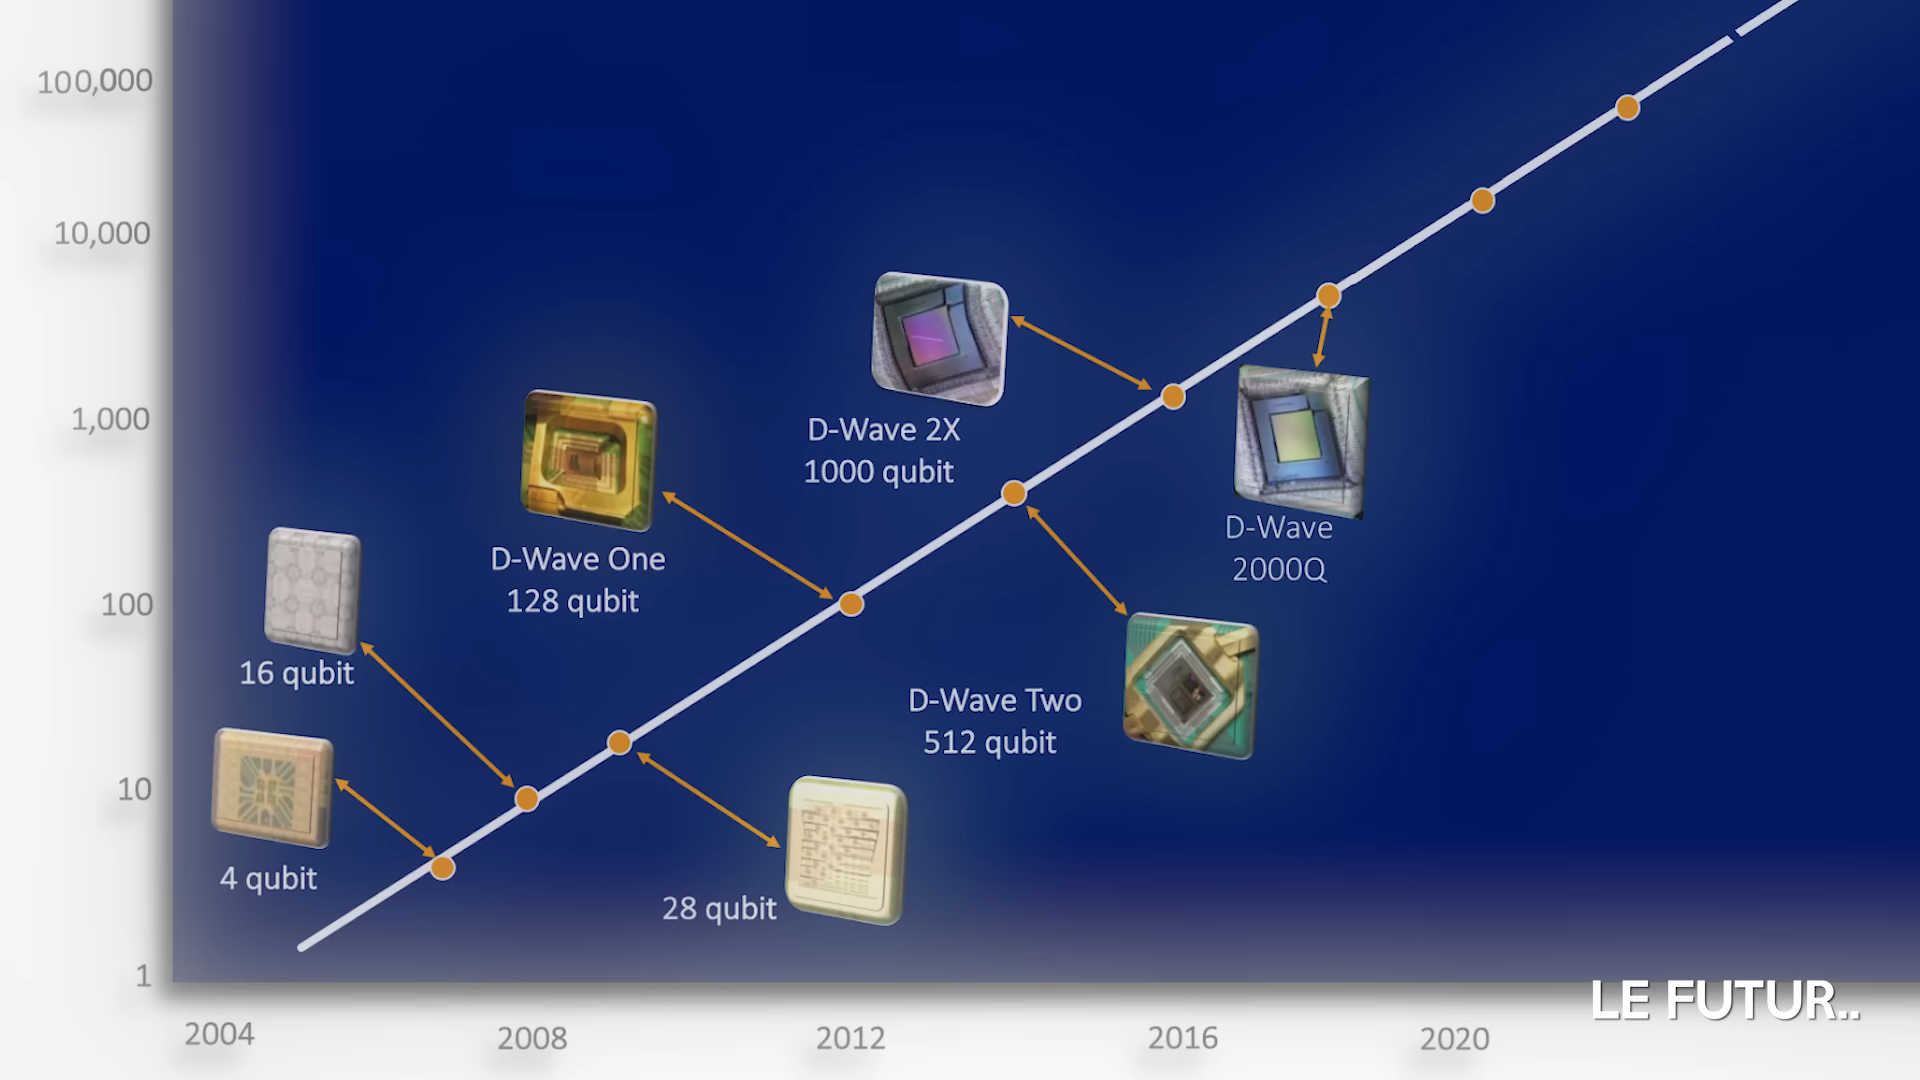 100,000
10,000
1,000
100
10
1
D-Wave 2X
1000 qubit
D-Wave One
128 qubit
D-Wave
2000Q
16 qubit
D-Wave Two
512 qubit
4 qubit
28 qubit
LE FUTUR..
2004
2008
2012
2016
2020